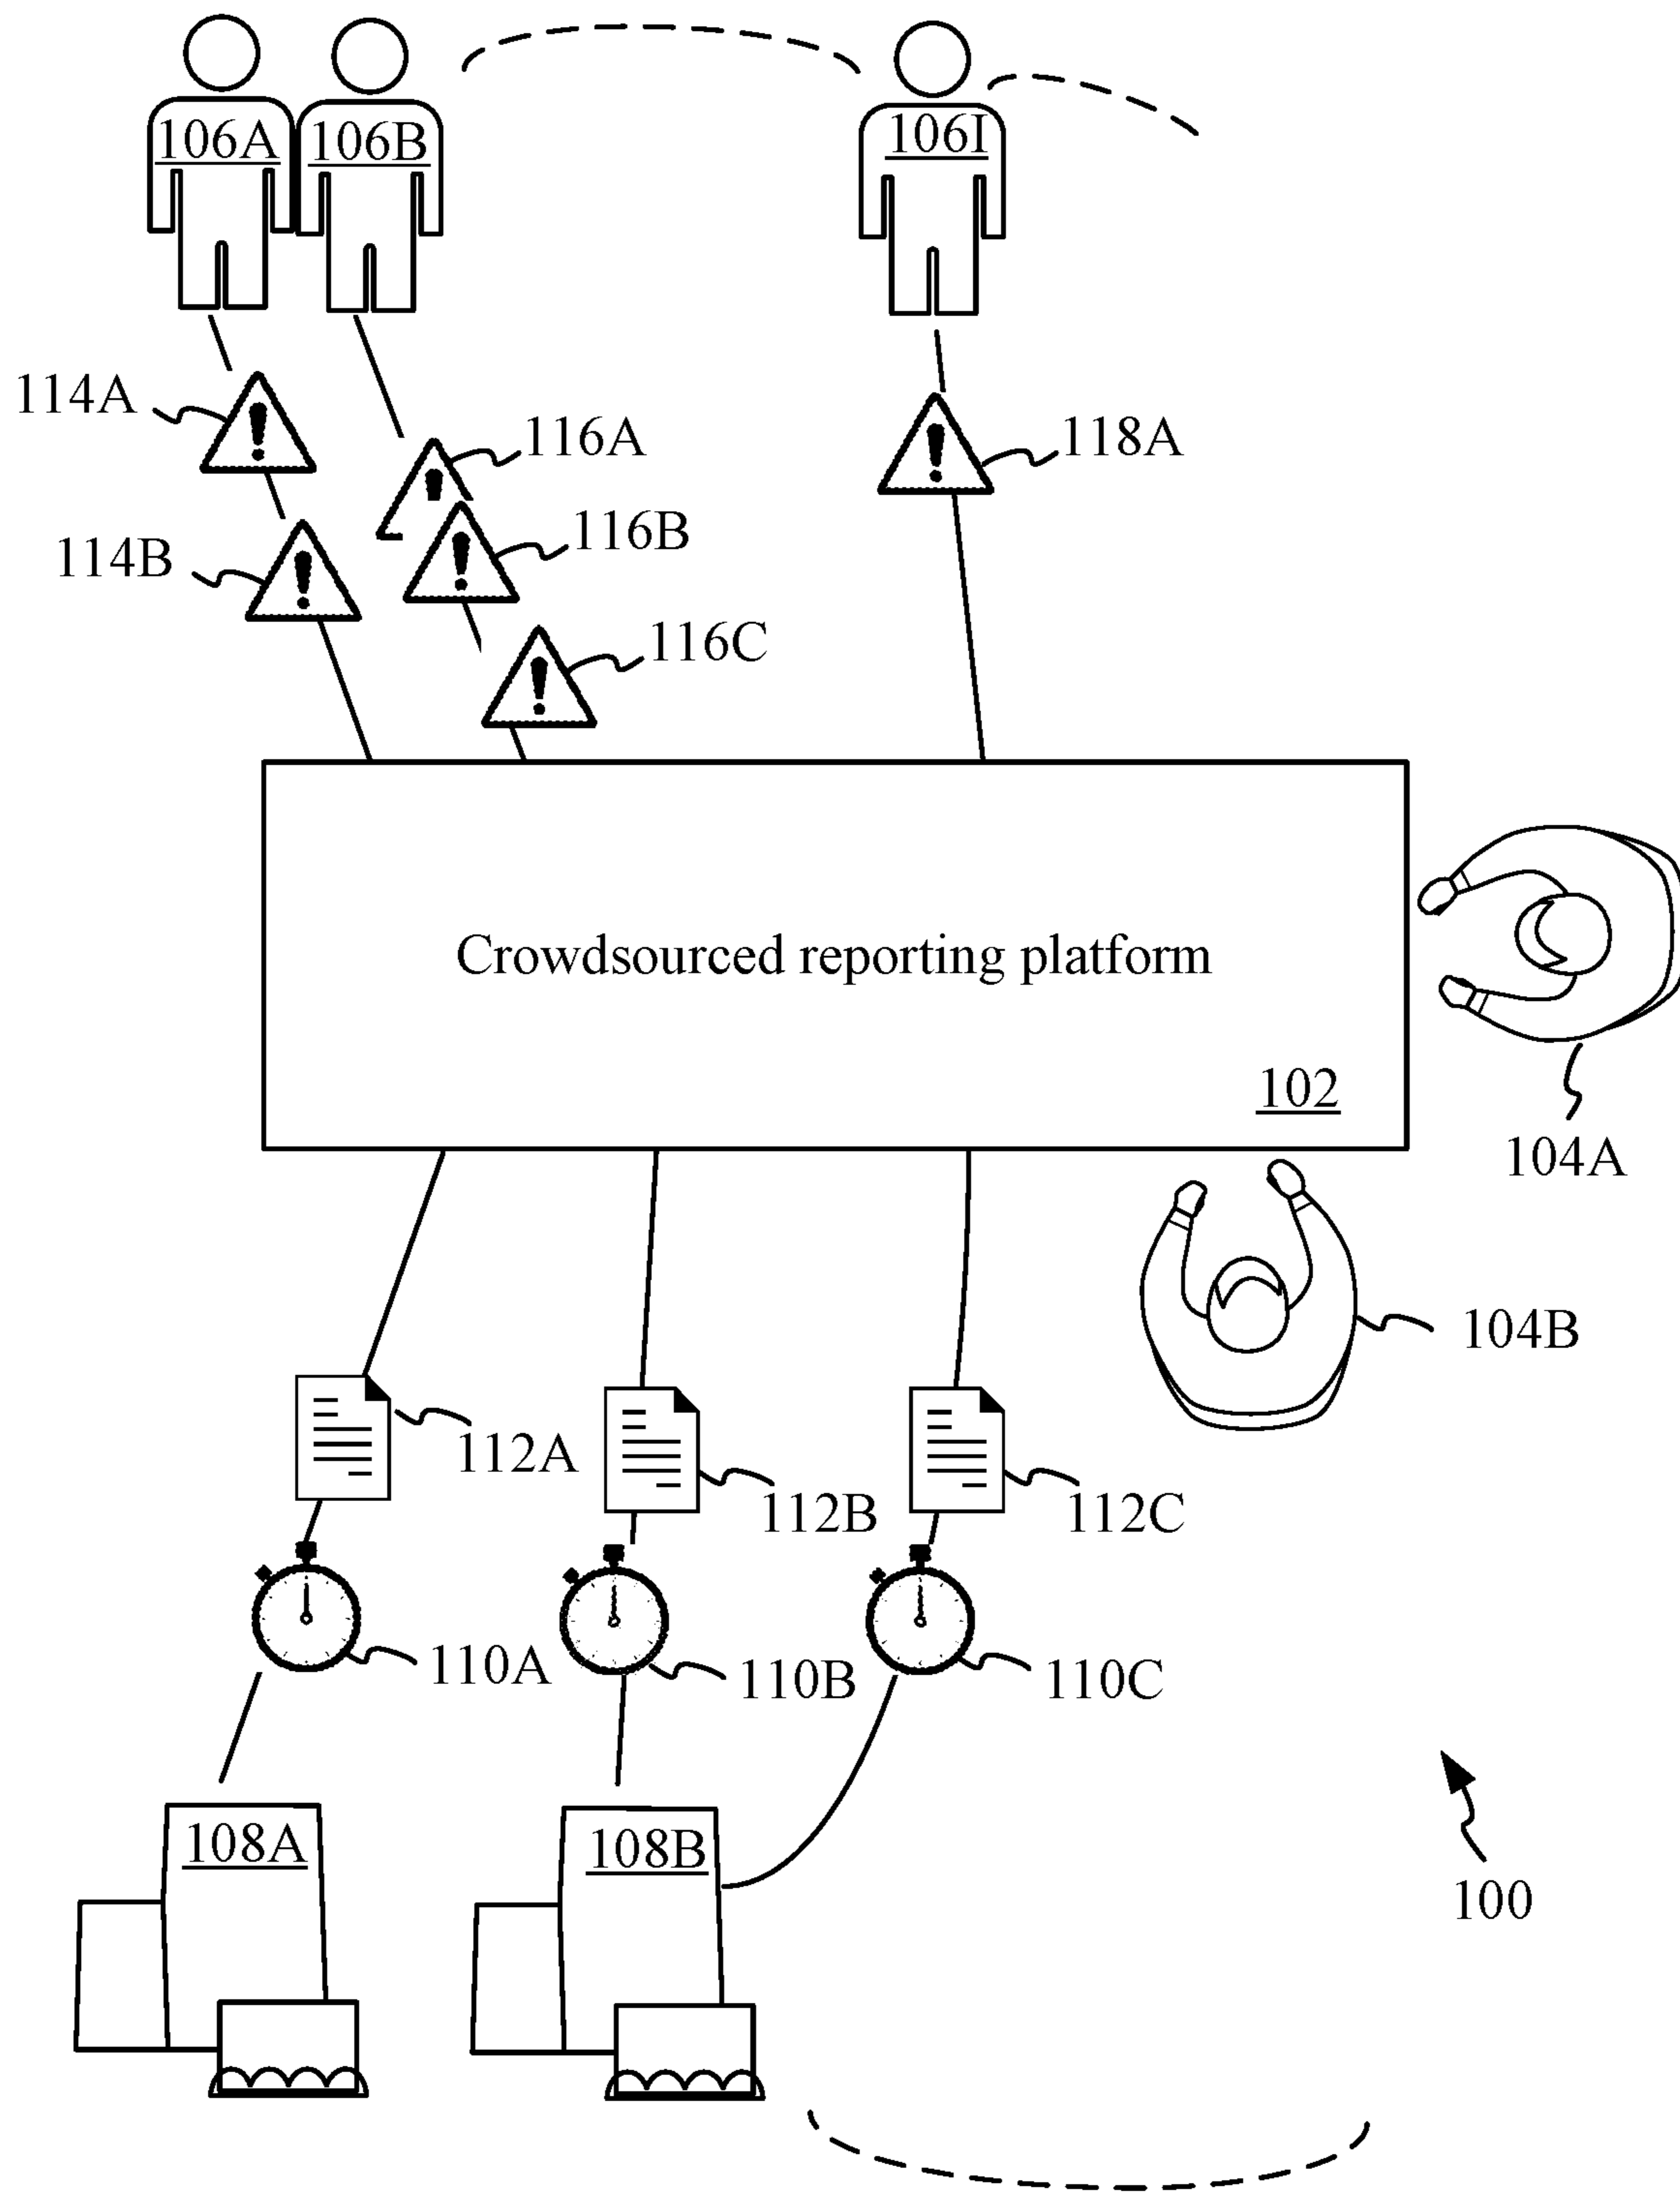 106A 106B 106I
114A
116A
118A
116B
114B
116C
Crowdsourced reporting platform
102
104A
104B
112A
112B
112C
110A
110B
110C
108A
108B
100